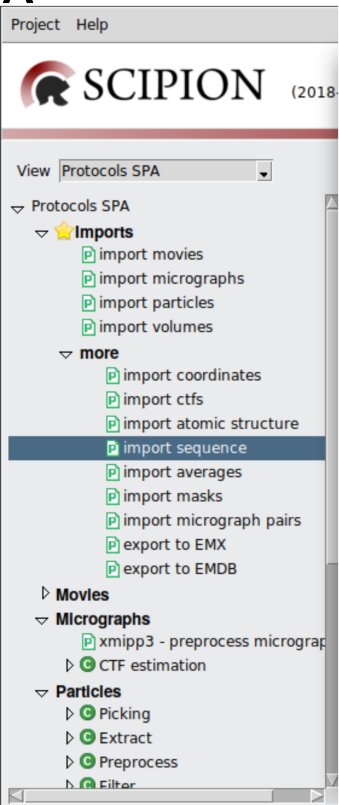 Project Help
SCIPION (2018-
View Protocols SPA
Protocols SPA
Imports
import movies
import micrographs
import particles
import volumes
more
import coordinates
import ctfs
import atomic structure
import sequence
import averages
import masks
import micrograph pairs
export to EMX
export to EMDB
Movies
Micrographs
xmipp3 - preprocess micrograp
CTF estimation
Particles
Picking
Extract
Preprocess
Filter